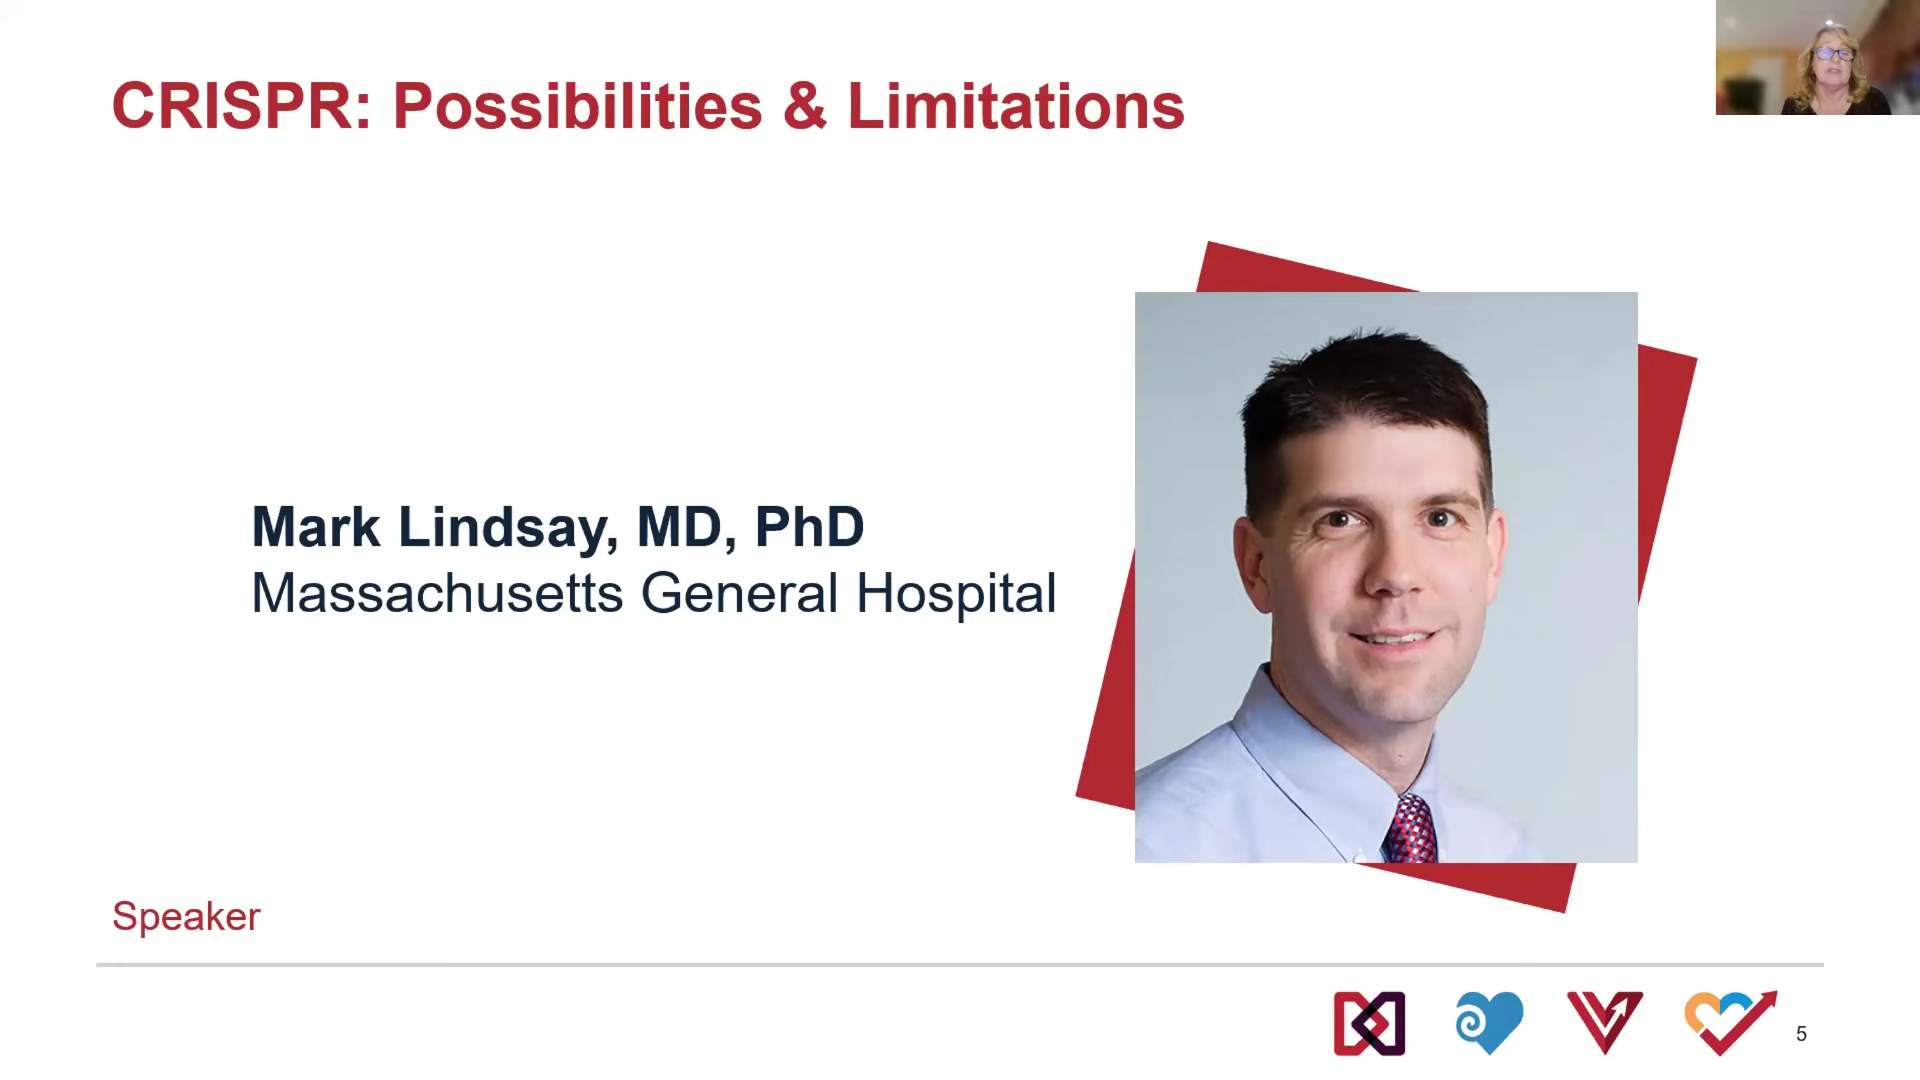 CRISPR: Possibilities & Limitations
Mark Lindsay, MD, PhD
Massachusetts General Hospital
Speaker
5